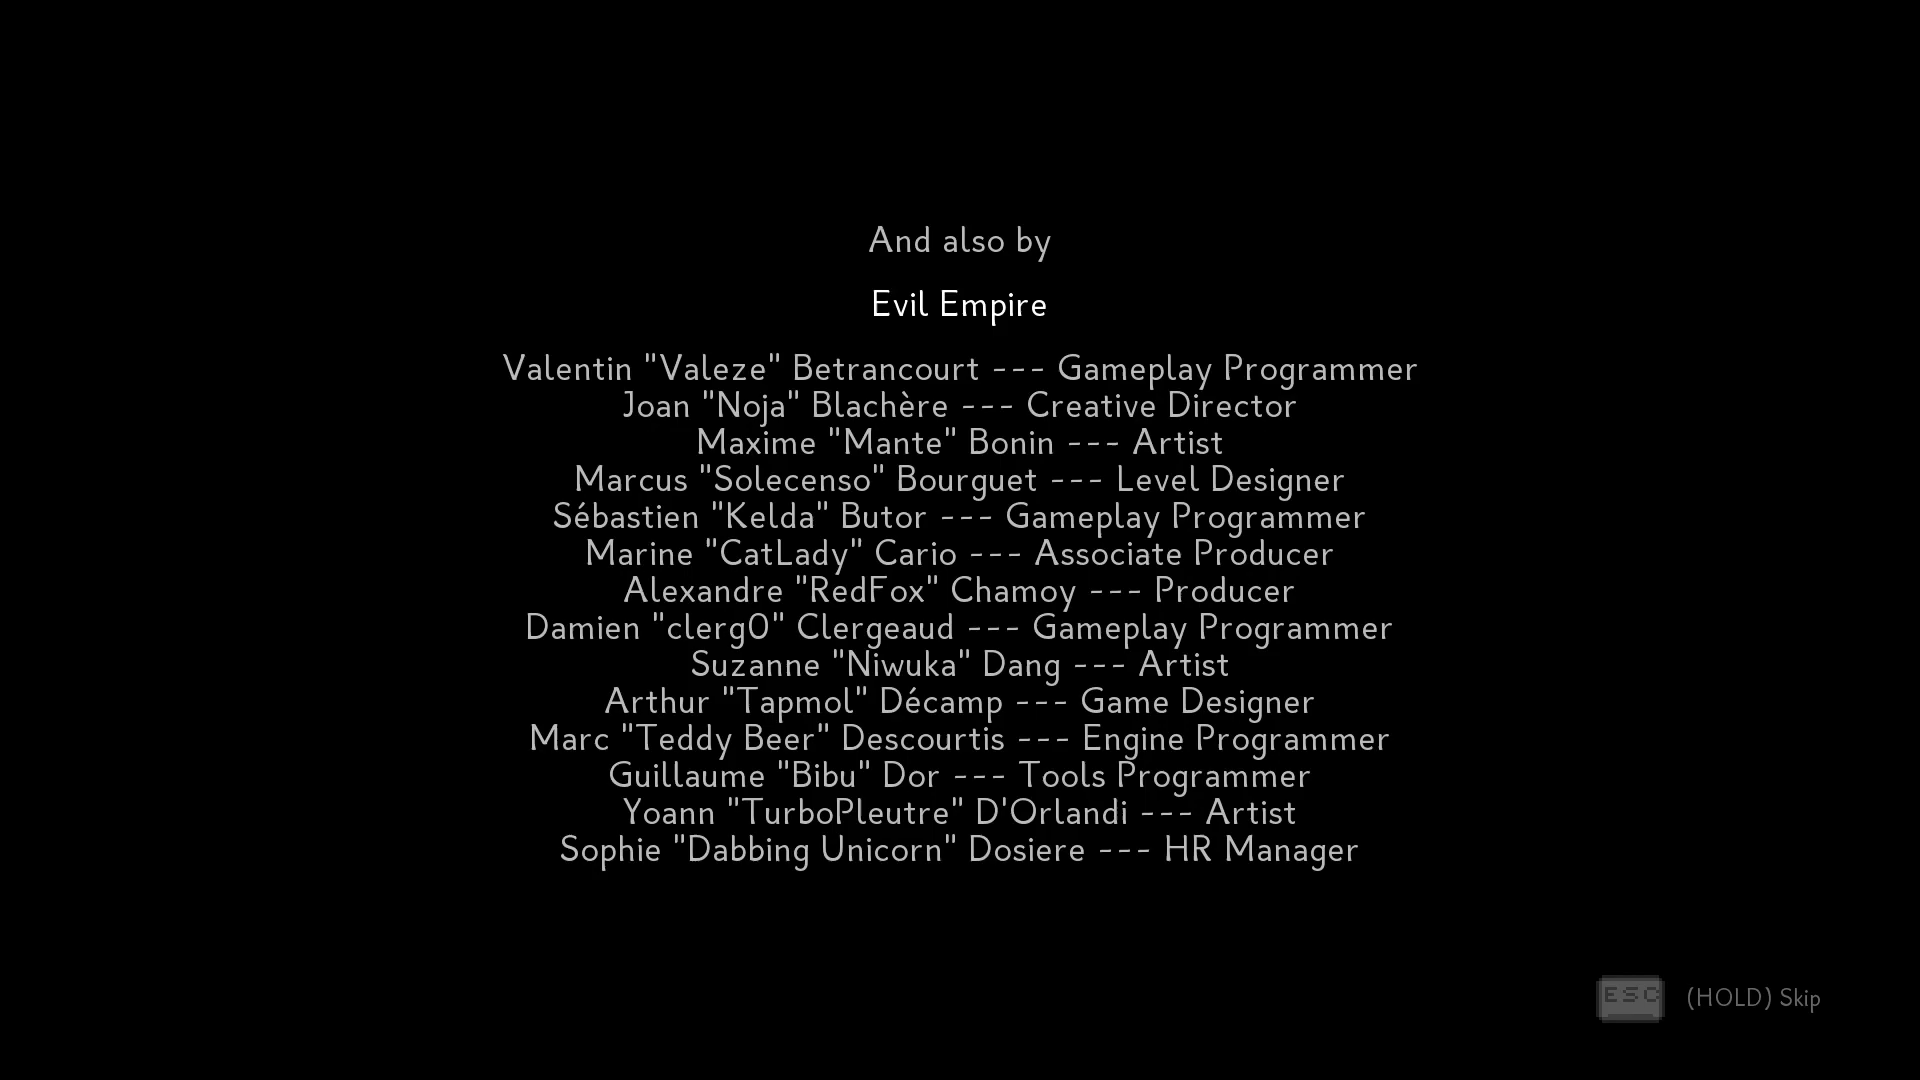 And also by
Evil Empire
Valentin "Valeze" Betrancourt --- Gameplay Programmer
Joan "Noja" Blachère --- Creative Director
Maxime "Mante" Bonin --- Artist
Marcus "Solecenso" Bourguet --- Level Designer
Sébastien "Kelda" Butor --- Gameplay Programmer
Marine "CatLady" Cario --- Associate Producer
Alexandre "RedFox" Chamoy --- Producer
Damien "clerg0" Clergeaud --- Gameplay Programmer
Suzanne "Niwuka" Dang --- Artist
Arthur "Tapmol" Décamp --- Game Designer
Marc "Teddy Beer" Descourtis --- Engine Programmer
Guillaume "Bibu" Dor --- Tools Programmer
Yoann "TurboPleutre" D'Orlandi --- Artist
Sophie "Dabbing Unicorn" Dosiere --- HR Manager
ESC (HOLD) Skip